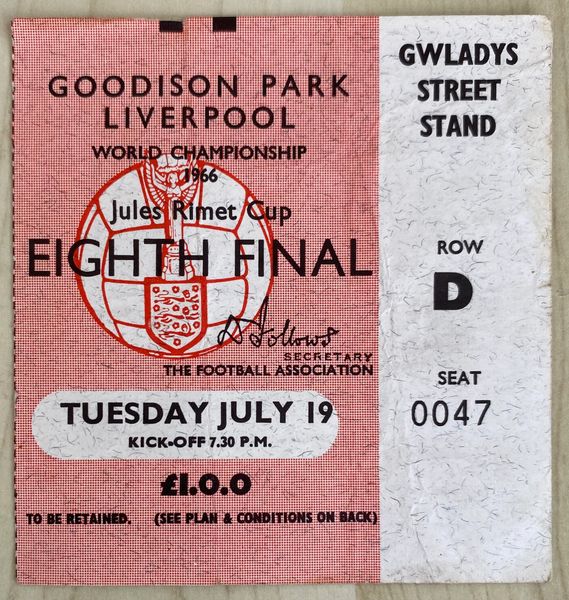 GOODISON PARK
LIVERPOOL
WORLD CHAMPIONSHIP
1966
Jules Rimet Cup
EIGHTH FINAL
D Follows
SECRETARY
THE FOOTBALL ASSOCIATION
TUESDAY JULY 19
KICK-OFF 7.30 P.M.
£1.0.0
TO BE RETAINED. (SEE PLAN & CONDITIONS ON BACK)
GWLADYS
STREET
STAND
ROW
D
SEAT
0047